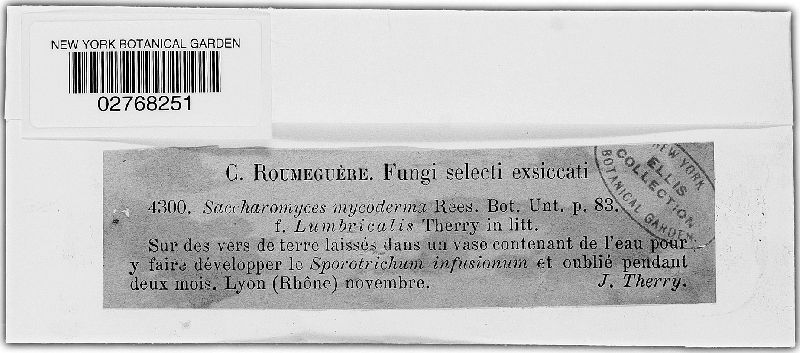 NEW YORK BOTANICAL GARDEN
02768251
C. ROUMEGUÈRE. Fungi selecti exsiccati
4300. Saccharomyces mycoderma Rees. Bot. Unt. p. 83.
f. Lumbricalis Therry in litt.
Sur des vers de terre laissés dans un vase contenant de l'eau pour
y faire développer le Sporotrichum infusionum et oublié pendant
deux mois. Lyon (Rhône) novembre. J. Therry.
NEW YORK
ELLIS
COLLECTION
BOTANICAL GARDEN